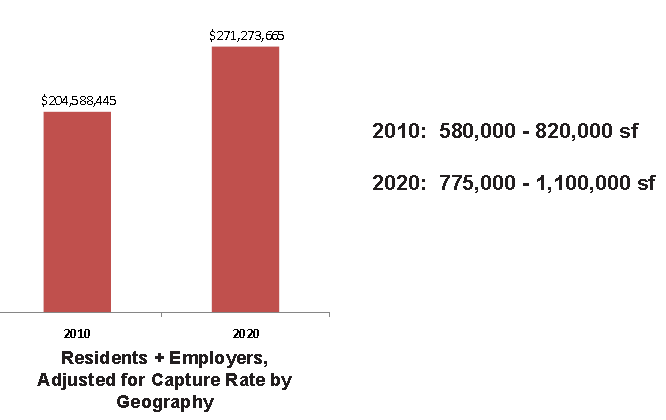 $271,273,665
$204,588,445
2010: 580,000 - 820,000 sf
2020: 775,000 - 1,100,000 sf
2010
2020
Residents + Employers,
Adjusted for Capture Rate by
Geography